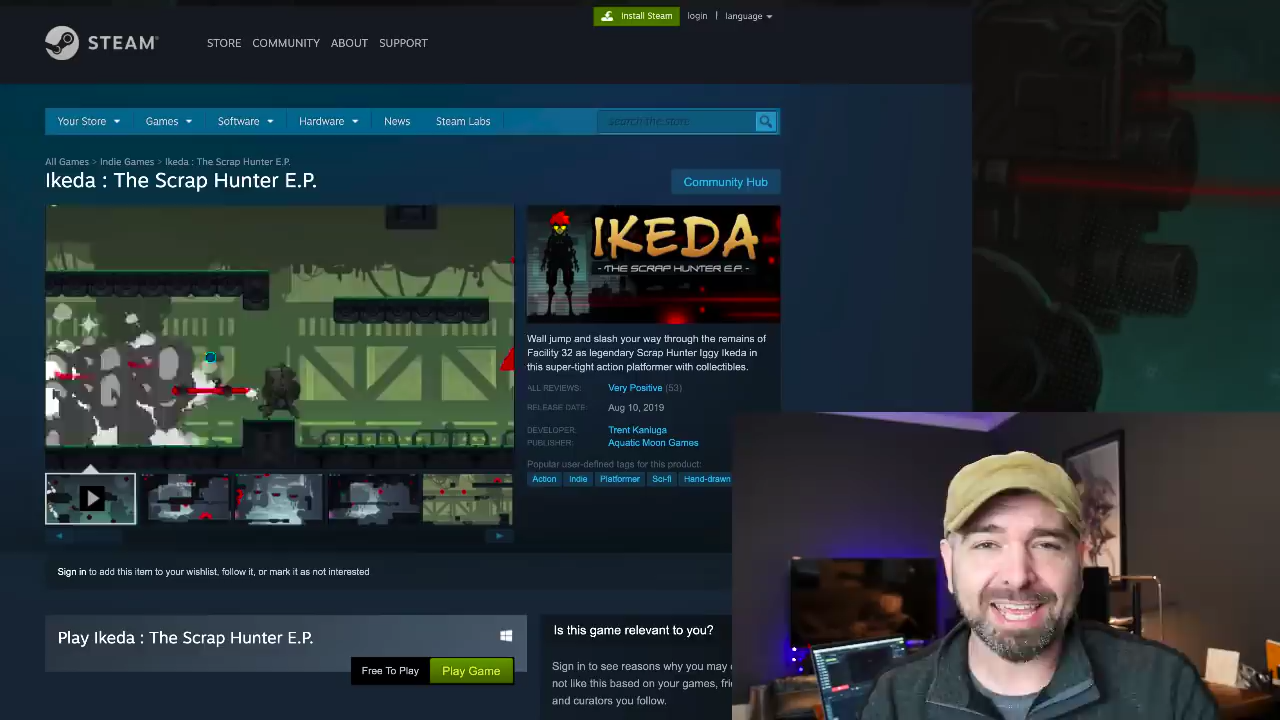 Install Steam
login | language
STEAM
STORE COMMUNITY ABOUT SUPPORT
Your Store Games Software Hardware News Steam Labs search the store
All Games > Indie Games > Ikeda : The Scrap Hunter E.P.
Ikeda : The Scrap Hunter E.P.
Community Hub
IKEDA
- THE SCRAP HUNTER E.P. -
Wall jump and slash your way through the remains of
Facility 32 as legendary Scrap Hunter Iggy Ikeda in
this super-tight action platformer with collectibles.
ALL REVIEWS: Very Positive (53)
RELEASE DATE: Aug 10, 2019
DEVELOPER: Trent Kaniuga
PUBLISHER: Aquatic Moon Games
Popular user-defined tags for this product:
Action Indie Platformer Sci-fi Hand-drawn
Sign in to add this item to your wishlist, follow it, or mark it as not interested
Play Ikeda : The Scrap Hunter E.P.
Free To Play Play Game
Is this game relevant to you?
Sign in to see reasons why you may
not like this based on your games,
and curators you follow.